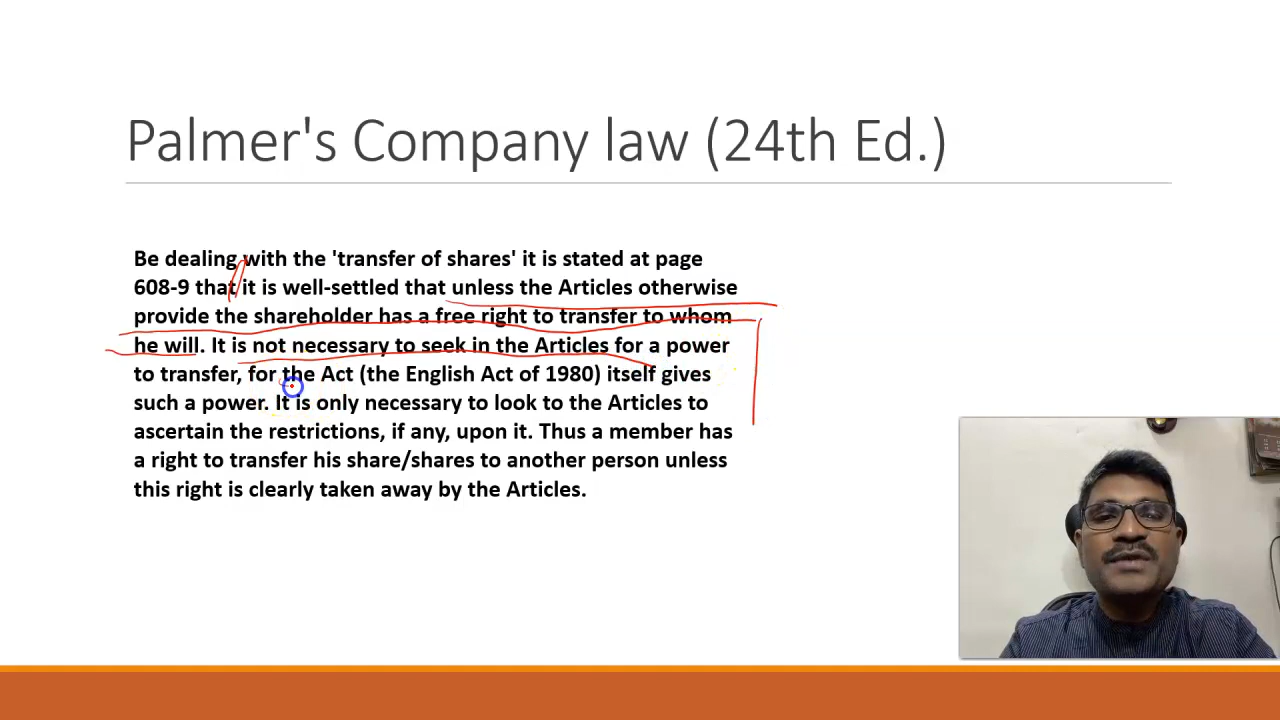 Palmer's Company law (24th Ed.)
Be dealing with the 'transfer of shares' it is stated at page
608-9 that it is well-settled that unless the Articles otherwise
provide the shareholder has a free right to transfer to whom
he will. It is not necessary to seek in the Articles for a power
to transfer, for the Act (the English Act of 1980) itself gives
such a power. It is only necessary to look to the Articles to
ascertain the restrictions, if any, upon it. Thus a member has
a right to transfer his share/shares to another person unless
this right is clearly taken away by the Articles.